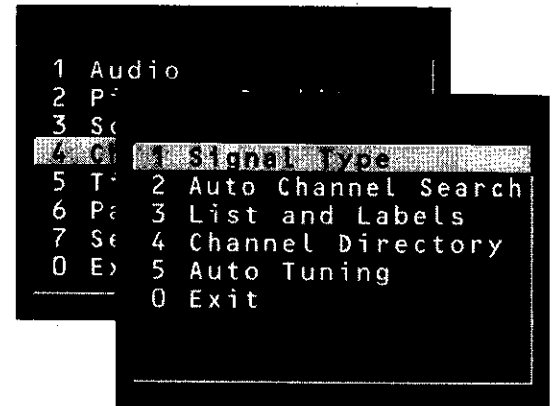 1 Audio
2
3
4
5
6
7
0
1 Signal Type
2 Auto Channel Search
3 List and Labels
4 Channel Directory
5 Auto Tuning
0 Exit